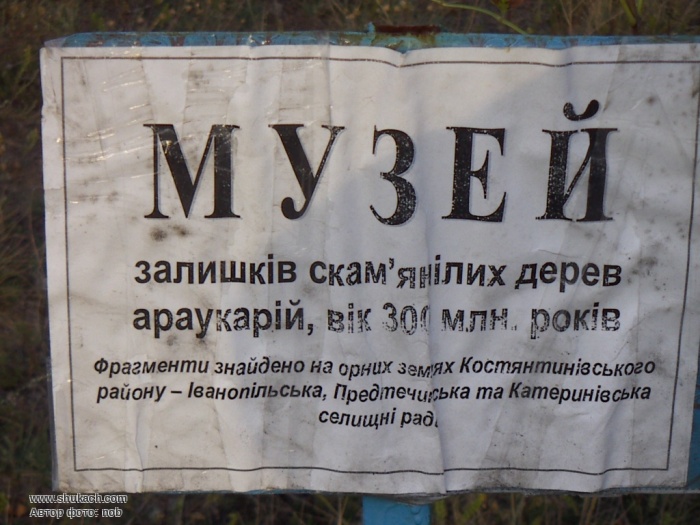 МУЗЕЙ
залишків скам'янілих дерев
араукарій, вік 300 млн. років
Фрагменти знайдено на орних землях Костянтинівського
району – Іванопільська, Предтечинська та Катеринівська
селищні ради
www.shukach.com
Автор фото: nob